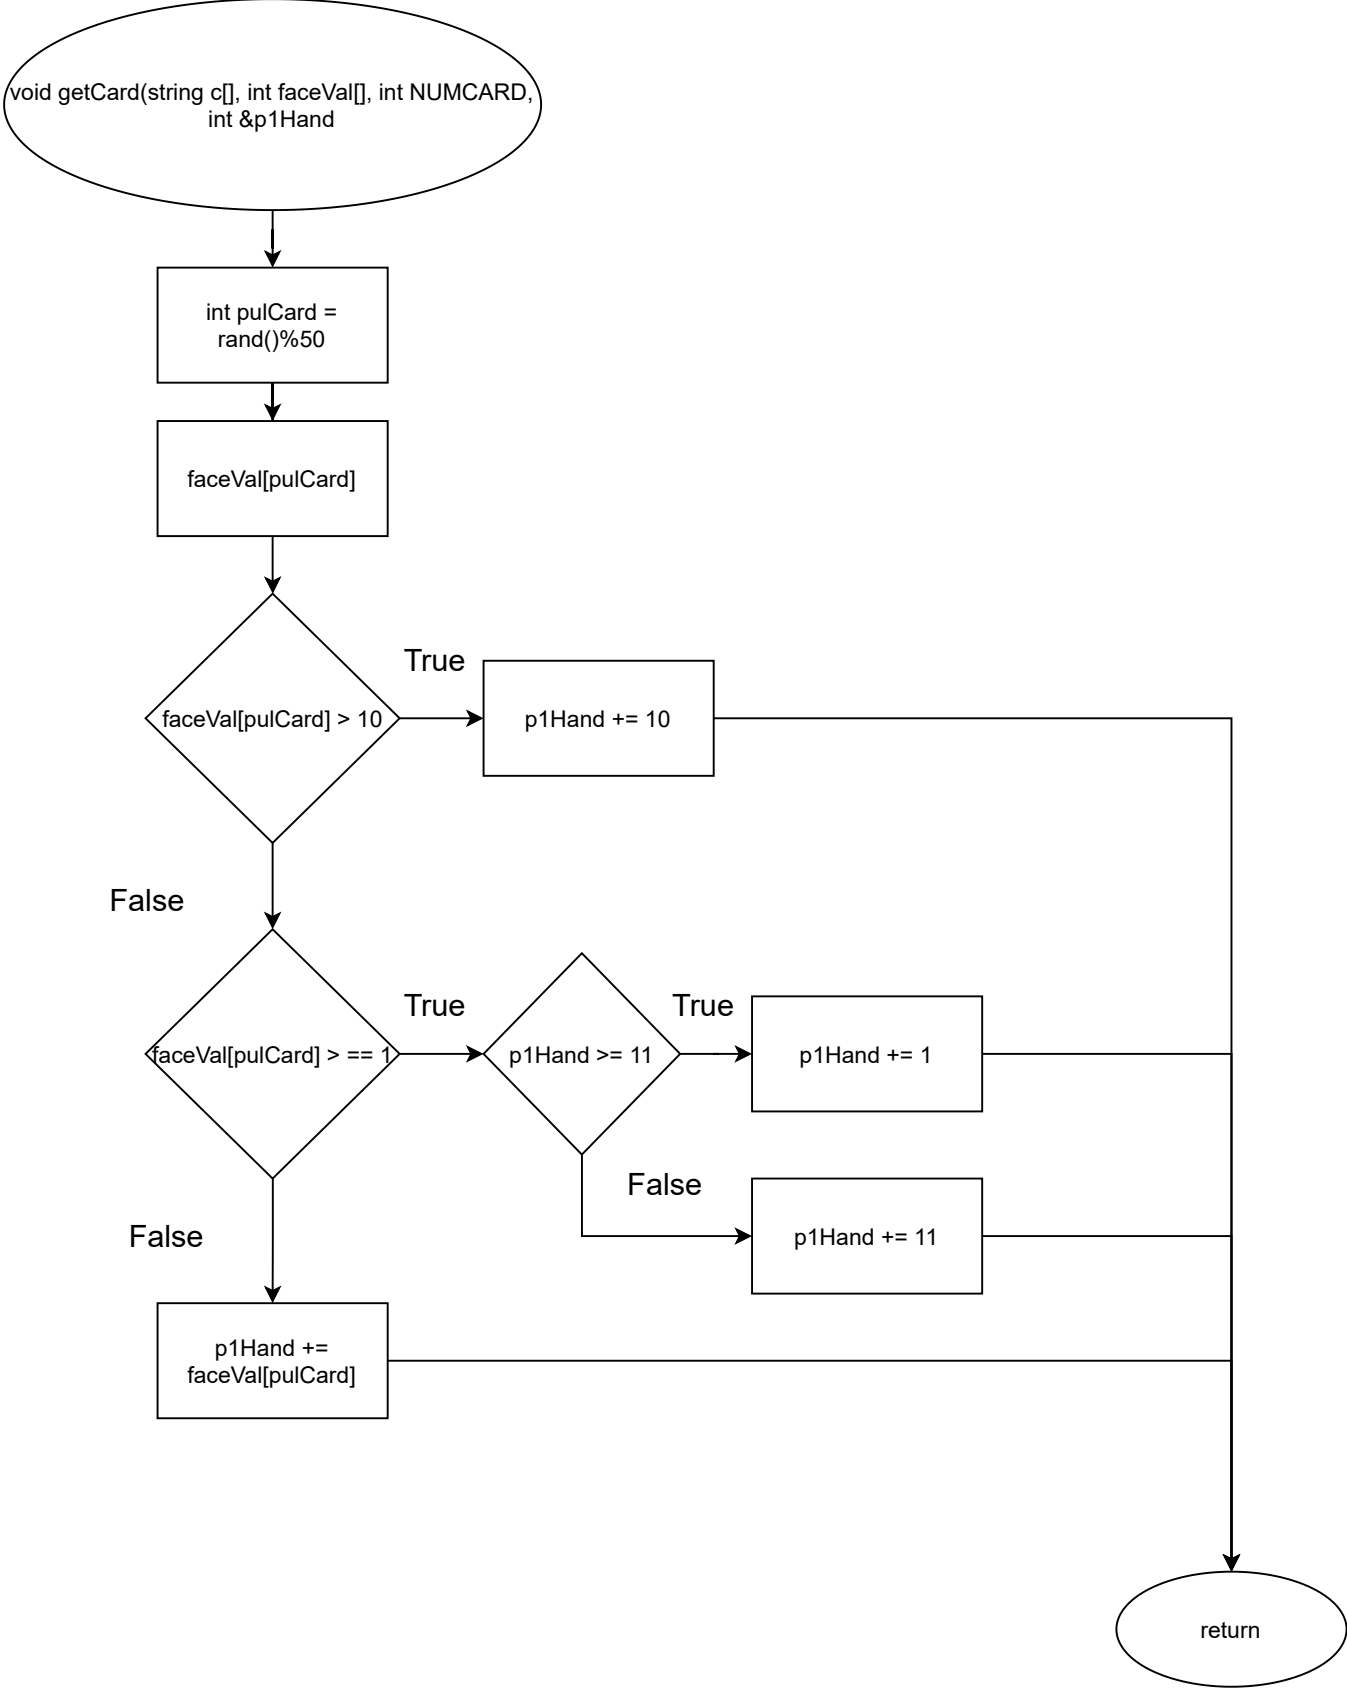 void getCard(string c[], int faceVal[], int NUMCARD,
int &p1Hand
int pulCard =
rand()%50
faceVal[pulCard]
True
faceVal[pulCard] > 10
p1Hand += 10
False
True
True
faceVal[pulCard] > == 1
p1Hand >= 11
p1Hand += 1
False
False
p1Hand += 11
p1Hand +=
faceVal[pulCard]
return